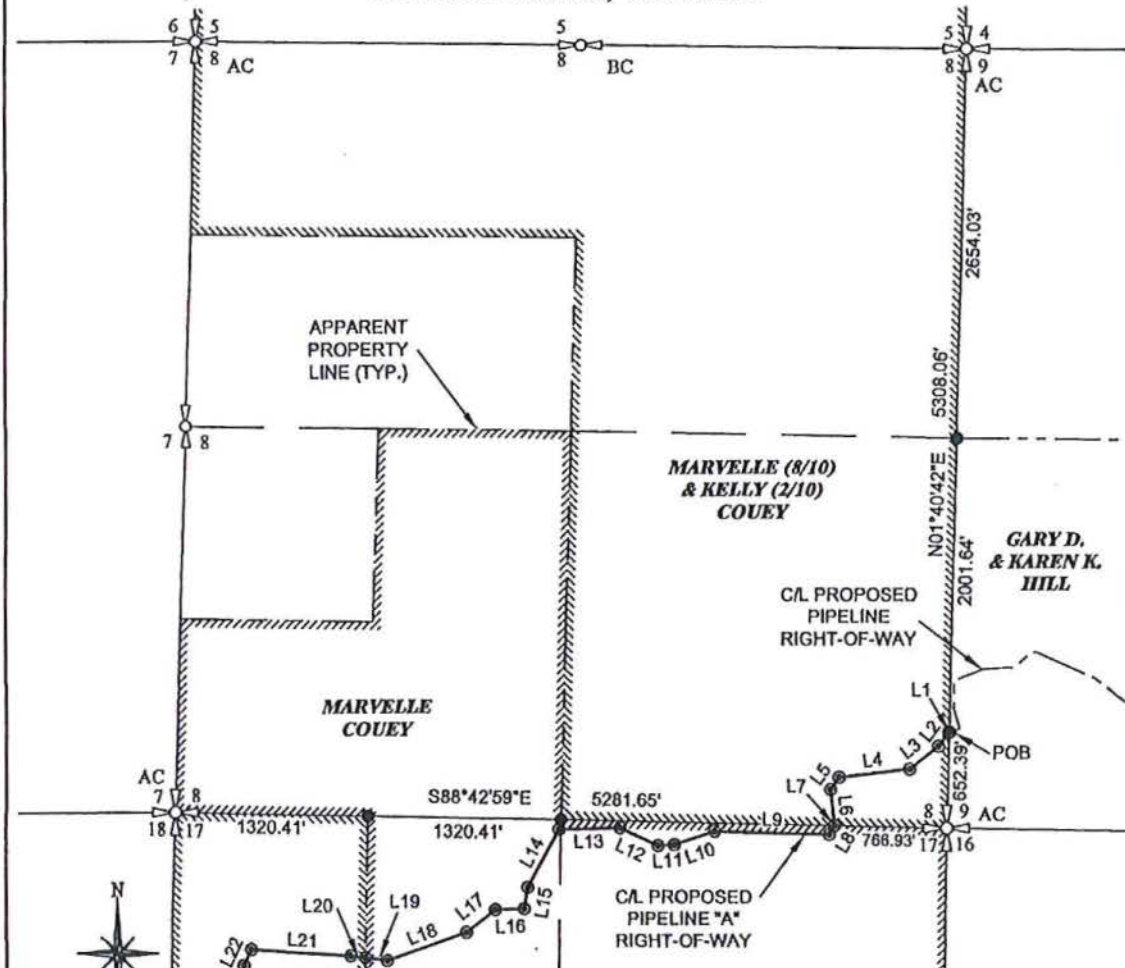 6 5
7 8
AC
5
8
BC
5 4
8 9
AC
2654.03'
5308.06'
N01°40'42"E
2001.64'
652.39'
APPARENT
PROPERTY
LINE (TYP.)
7 8
MARVELLE (8/10)
& KELLY (2/10)
COUEY
GARY D.
& KAREN K.
HILL
C/L PROPOSED
PIPELINE
RIGHT-OF-WAY
MARVELLE
COUEY
L1
POB
L2
L3
L4
L5
L6
L7
L8
L9
AC
7 8
18 17
1320.41'
S88°42'59"E
1320.41'
5281.65'
766.93'
8 9
17 16
AC
L10
L11
L12
L13
L14
L15
L16
L17
L18
L19
L20
L21
L22
C/L PROPOSED
PIPELINE "A"
RIGHT-OF-WAY
N